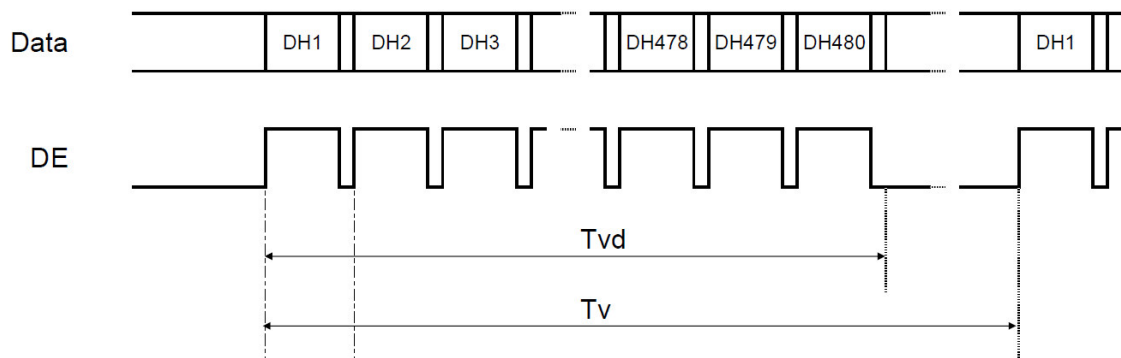 Data DH1 DH2 DH3 DH478 DH479 DH480 DH1
DE
Tvd
Tv